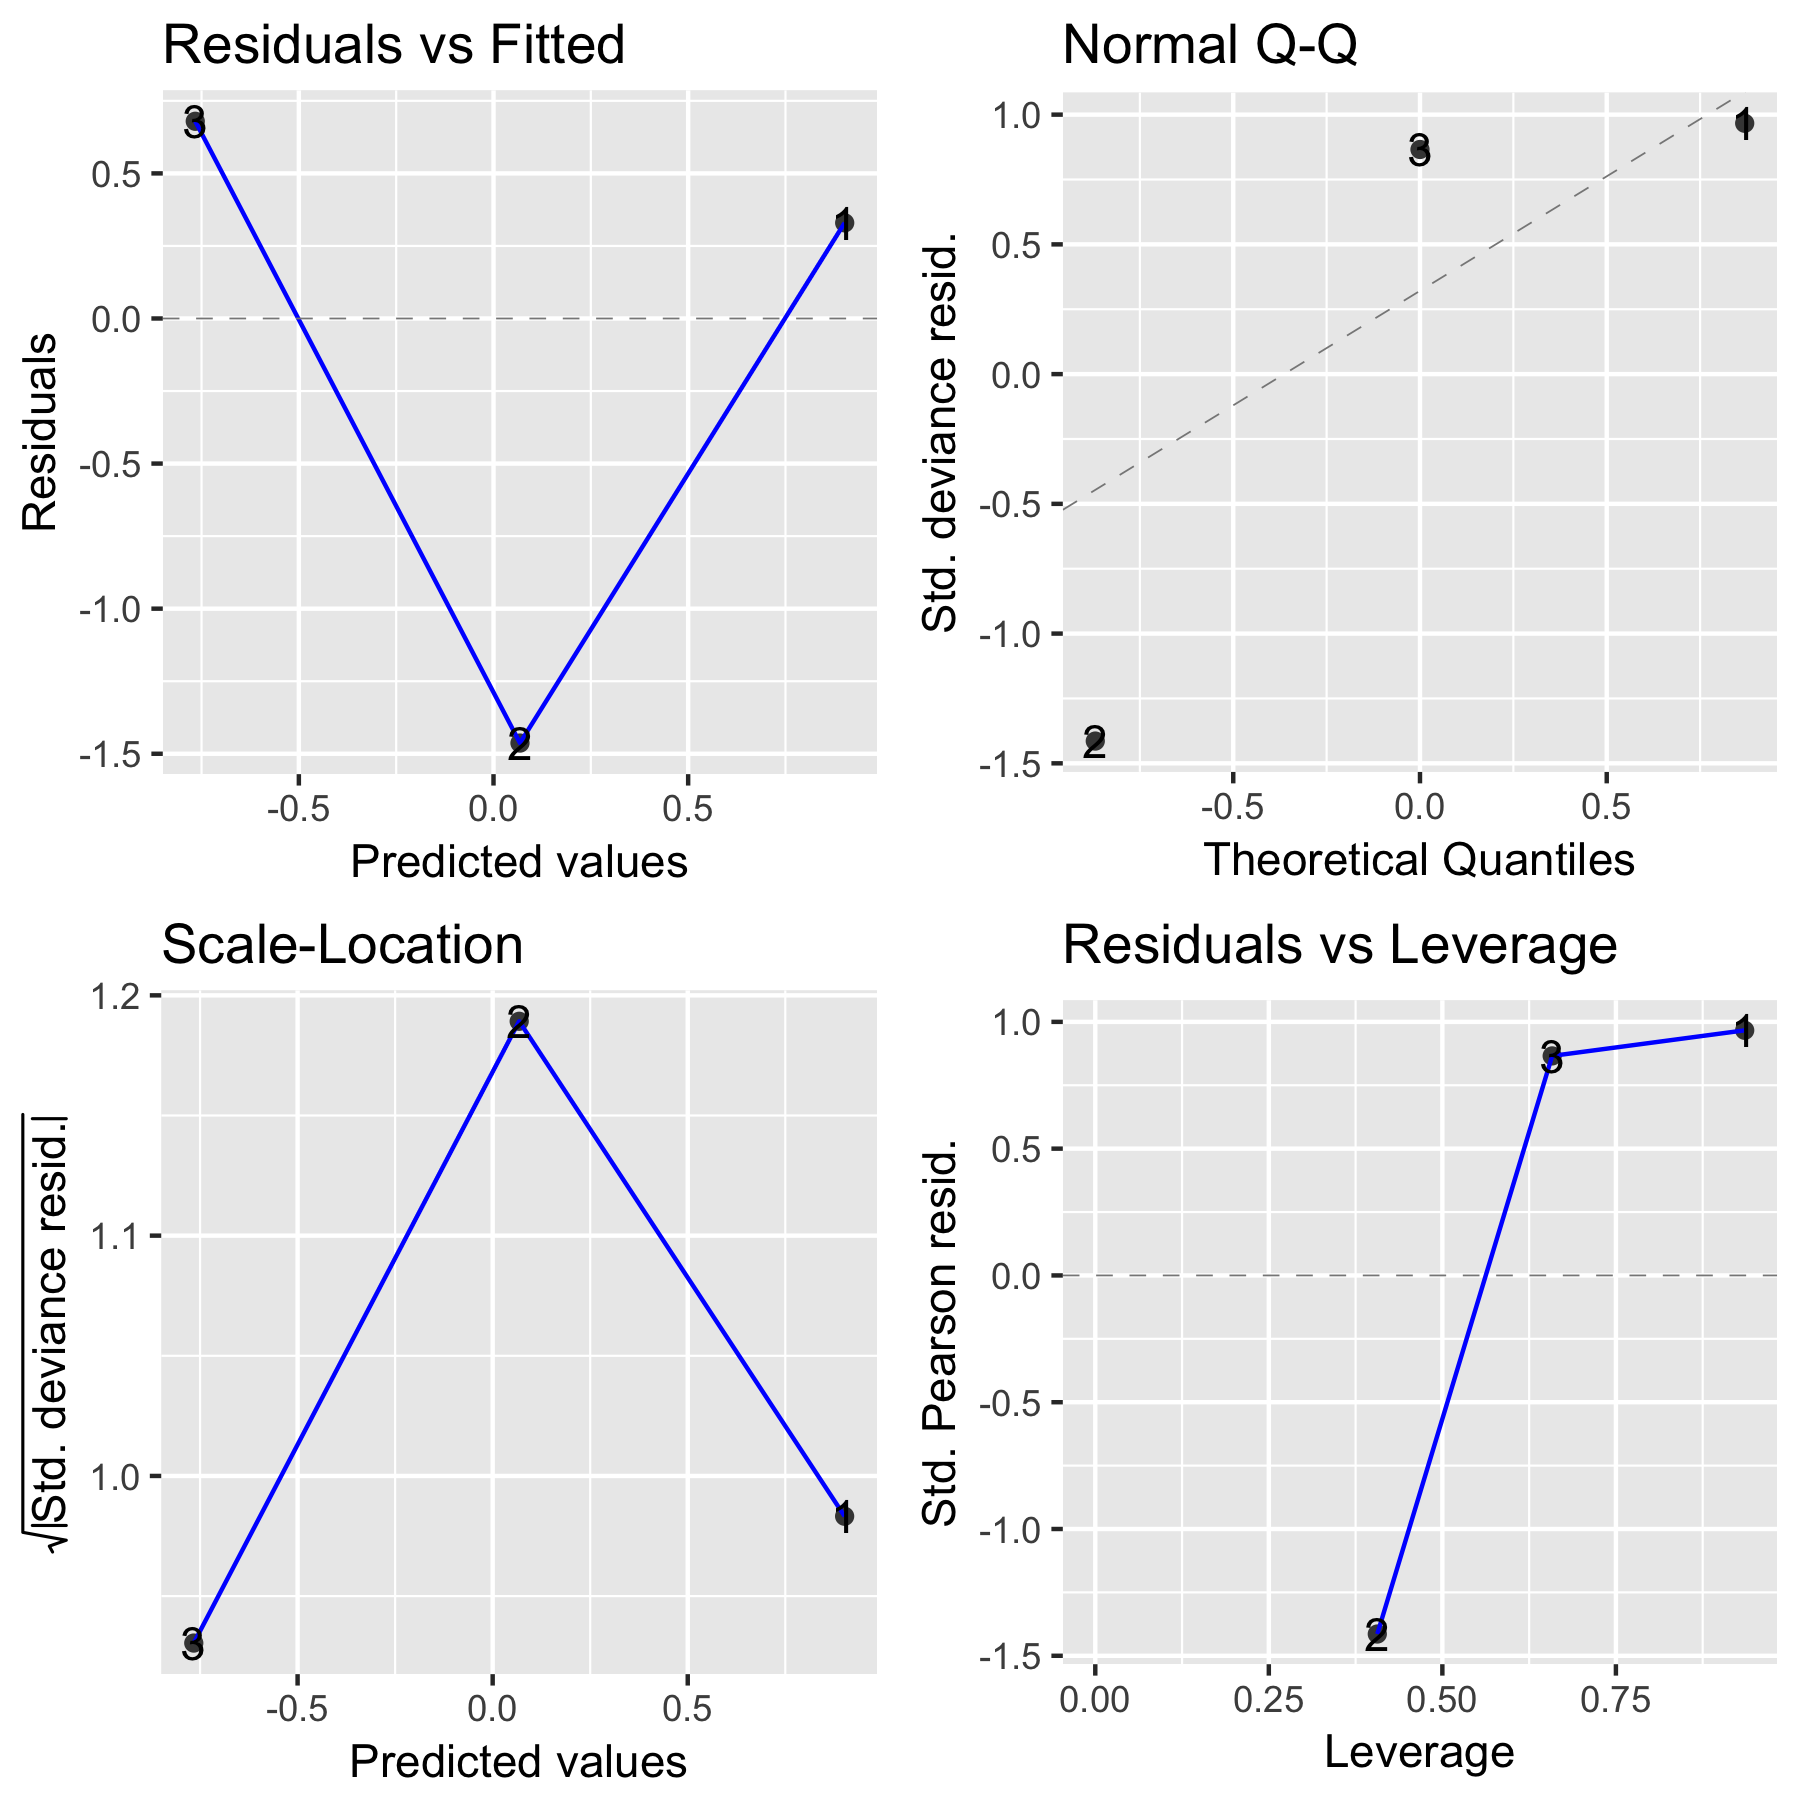 Residuals vs Fitted
0.5
0.0
-0.5
-1.0
-1.5
Residuals
3
1
2
-0.5 0.0 0.5
Predicted values
Normal Q-Q
1.0
0.5
0.0
-0.5
-1.0
-1.5
Std. deviance resid.
1
3
2
-0.5 0.0 0.5
Theoretical Quantiles
Scale-Location
1.2
1.1
1.0
√|Std. deviance resid.|
2
1
3
-0.5 0.0 0.5
Predicted values
Residuals vs Leverage
1.0
0.5
0.0
-0.5
-1.0
-1.5
Std. Pearson resid.
1
3
2
0.00 0.25 0.50 0.75
Leverage